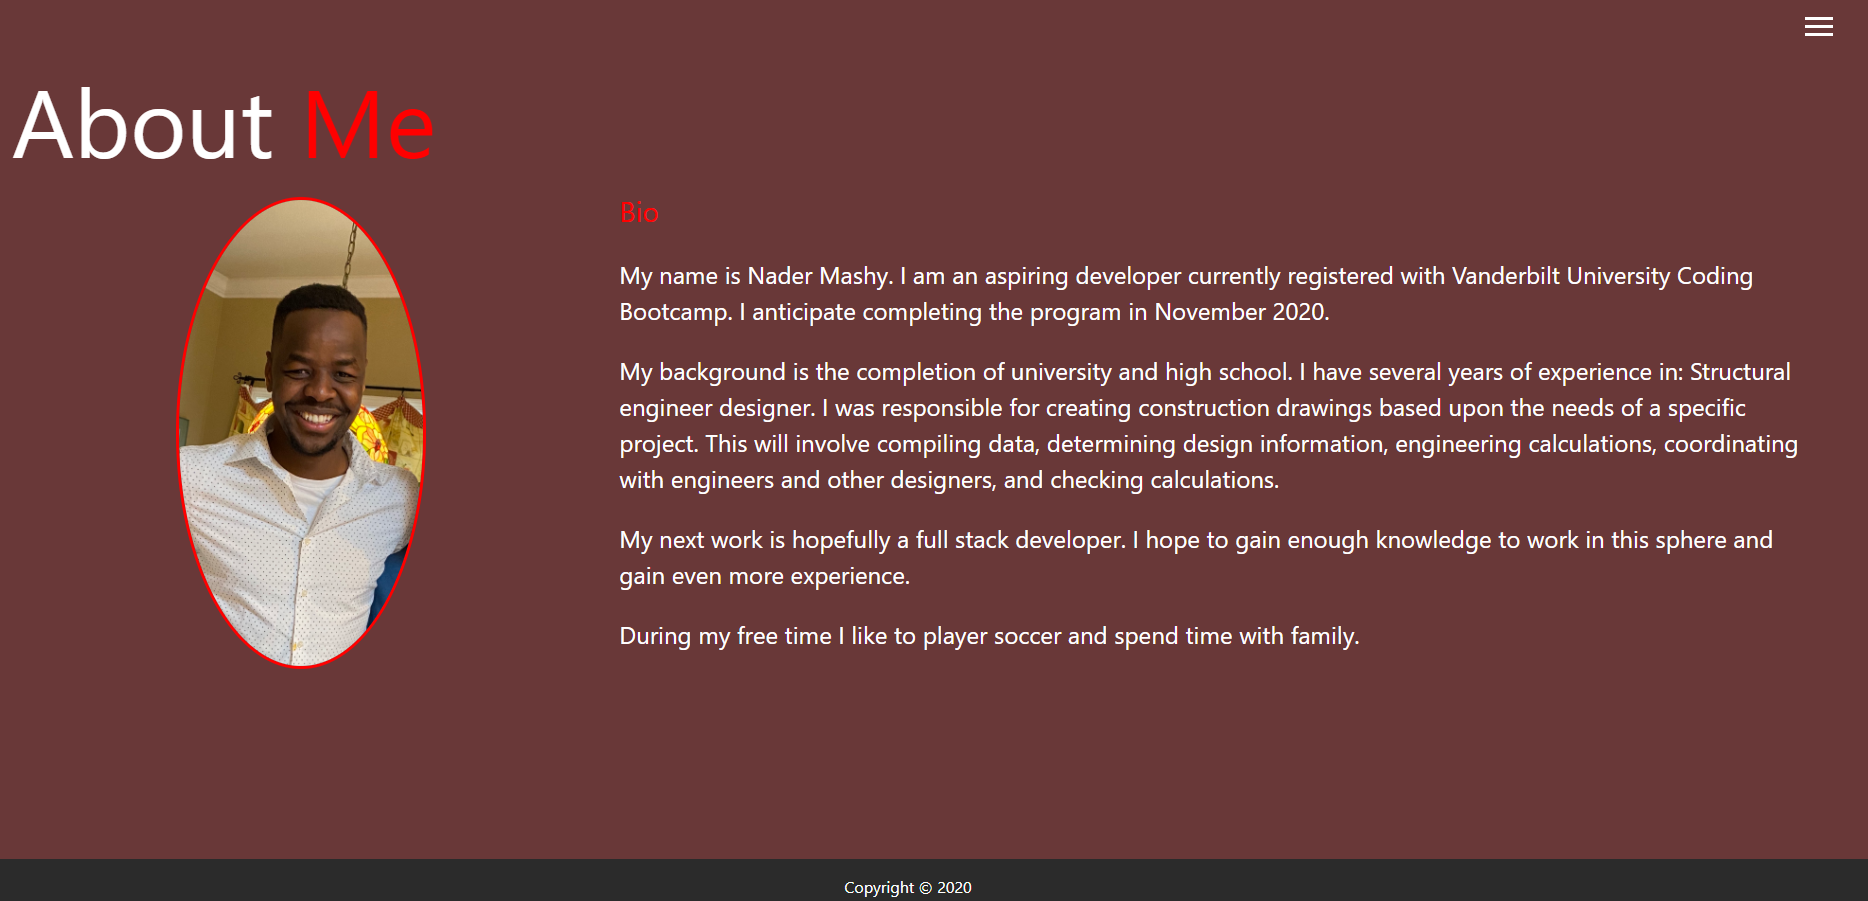 About Me
Bio
My name is Nader Mashy. I am an aspiring developer currently registered with Vanderbilt University Coding
Bootcamp. I anticipate completing the program in November 2020.
My background is the completion of university and high school. I have several years of experience in: Structural
engineer designer. I was responsible for creating construction drawings based upon the needs of a specific
project. This will involve compiling data, determining design information, engineering calculations, coordinating
with engineers and other designers, and checking calculations.
My next work is hopefully a full stack developer. I hope to gain enough knowledge to work in this sphere and
gain even more experience.
During my free time I like to player soccer and spend time with family.
Copyright © 2020